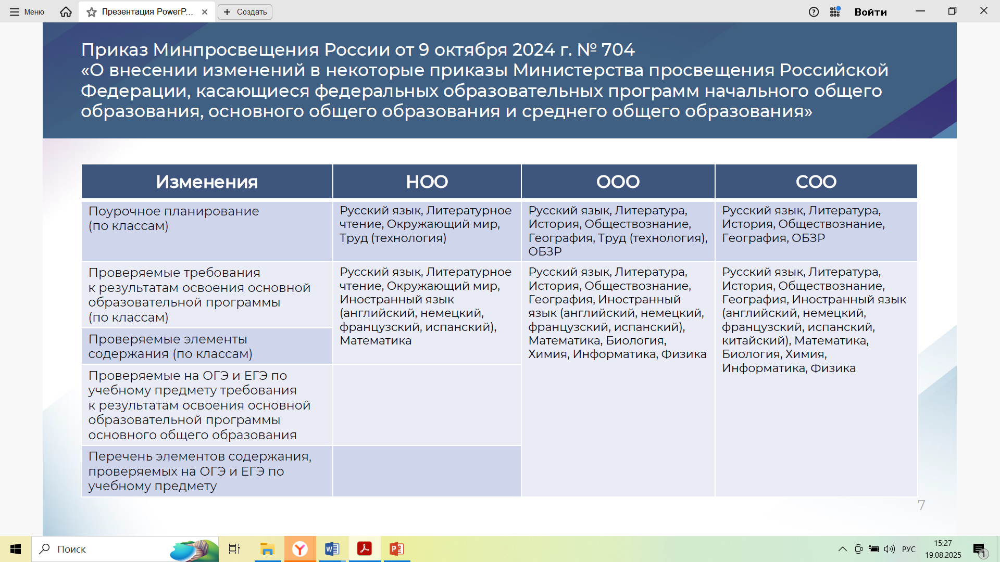 Меню
Презентация PowerP...
Создать
Войти
Приказ Минпросвещения России от 9 октября 2024 г. № 704
«О внесении изменений в некоторые приказы Министерства просвещения Российской
Федерации, касающиеся федеральных образовательных программ начального общего
образования, основного общего образования и среднего общего образования»
Изменения
НОО
ООО
СОО
Поурочное планирование
(по классам)
Русский язык, Литературное
чтение, Окружающий мир,
Труд (технология)
Русский язык, Литература,
История, Обществознание,
География, Труд (технология),
ОБЗР
Русский язык, Литература,
История, Обществознание,
География, ОБЗР
Проверяемые требования
к результатам освоения основной
образовательной программы
(по классам)
Русский язык, Литературное
чтение, Окружающий мир,
Иностранный язык
(английский, немецкий,
французский, испанский),
Математика
Русский язык, Литература,
История, Обществознание,
География, Иностранный
язык (английский, немецкий,
французский, испанский),
Математика, Биология,
Химия, Информатика, Физика
Русский язык, Литература,
История, Обществознание,
География, Иностранный язык
(английский, немецкий,
французский, испанский,
китайский), Математика,
Биология, Химия,
Информатика, Физика
Проверяемые элементы
содержания (по классам)
Проверяемые на ОГЭ и ЕГЭ по
учебному предмету требования
к результатам освоения основной
образовательной программы
основного общего образования
Перечень элементов содержания,
проверяемых на ОГЭ и ЕГЭ по
учебному предмету
7
Поиск
РУС
15:27
19.08.2025
1